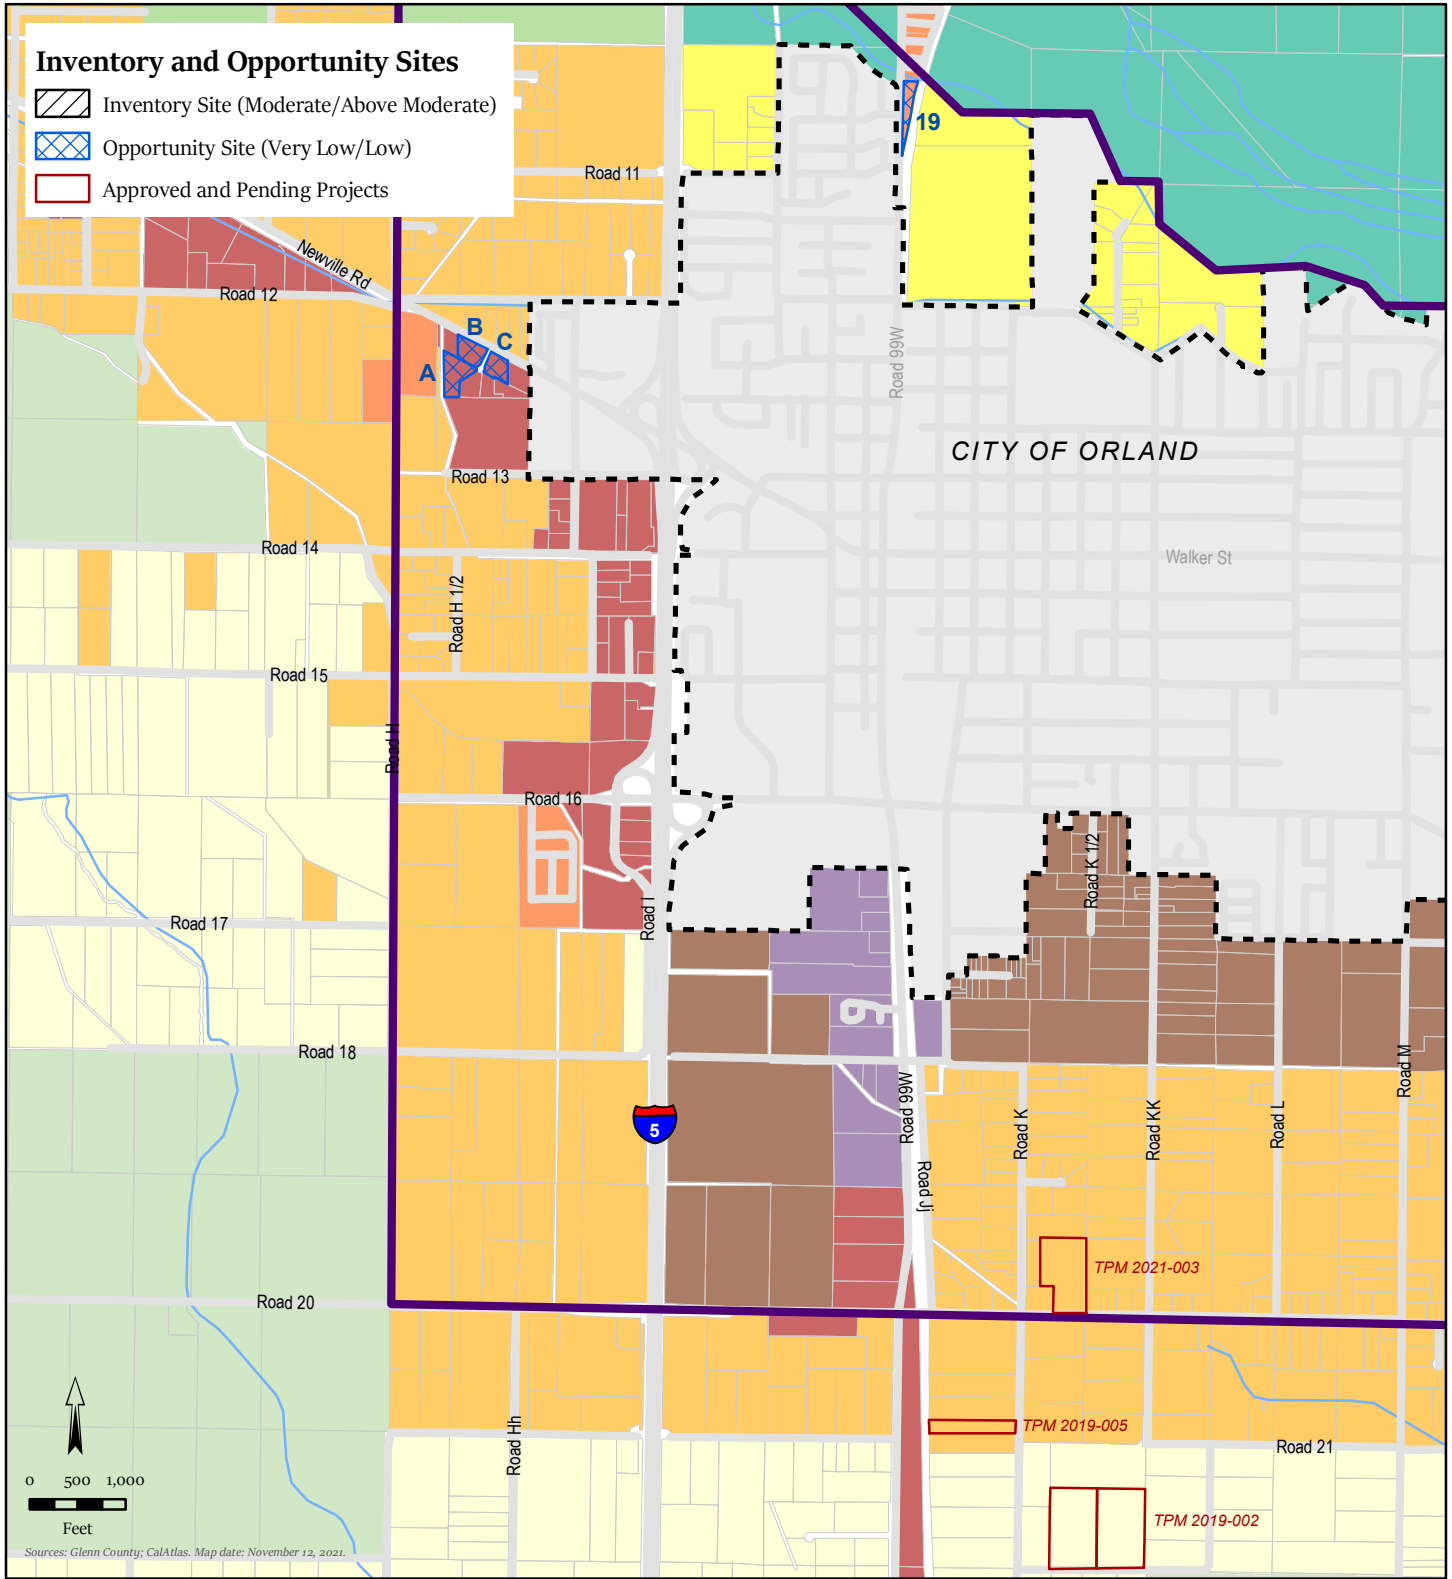 Inventory and Opportunity Sites
Inventory Site (Moderate/Above Moderate)
Opportunity Site (Very Low/Low)
Approved and Pending Projects
19
Road 11
Newville Rd
Road 12
B
C
A
Road 99W
CITY OF ORLAND
Road 13
Road 14
Walker St
Road H 1/2
Road 15
Road H
Road 16
Road K 1/2
Road I
Road 17
Road 18
Road M
5
Road 99W
Road K
Road KK
Road L
Road Jj
TPM 2021-003
Road 20
TPM 2019-005
Road Hh
Road 21
0 500 1,000
Feet
TPM 2019-002
Sources: Glenn County; CalAtlas. Map date: November 12, 2021.